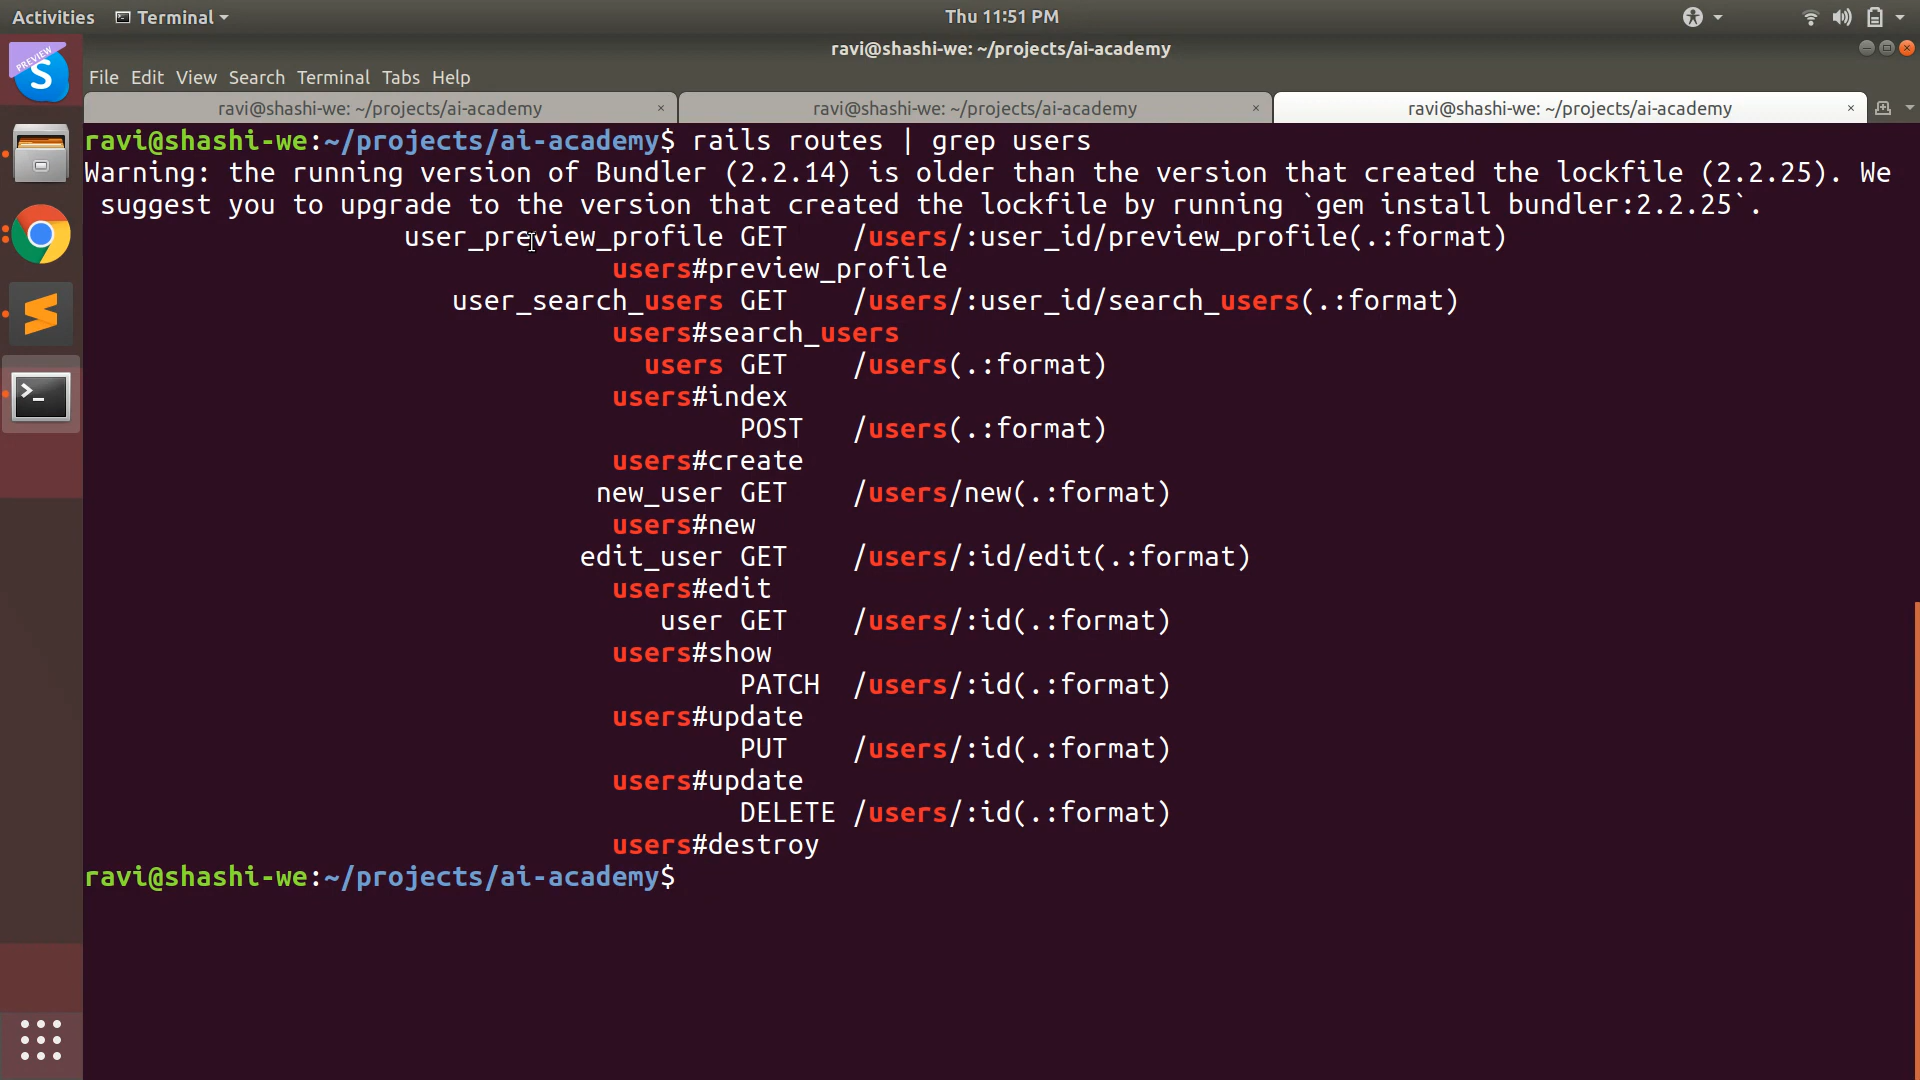 Activities Terminal Thu 11:51 PM
ravi@shashi-we: ~/projects/ai-academy
PREVIEW
S
File Edit View Search Terminal Tabs Help
ravi@shashi-we: ~/projects/ai-academy × ravi@shashi-we: ~/projects/ai-academy × ravi@shashi-we: ~/projects/ai-academy ×
ravi@shashi-we:~/projects/ai-academy$ rails routes | grep users
Warning: the running version of Bundler (2.2.14) is older than the version that created the lockfile (2.2.25). We
suggest you to upgrade to the version that created the lockfile by running `gem install bundler:2.2.25`.
user_preview_profile GET /users/:user_id/preview_profile(.:format)
users#preview_profile
user_search_users GET /users/:user_id/search_users(.:format)
users#search_users
users GET /users(.:format)
users#index
POST /users(.:format)
users#create
new_user GET /users/new(.:format)
users#new
edit_user GET /users/:id/edit(.:format)
users#edit
user GET /users/:id(.:format)
users#show
PATCH /users/:id(.:format)
users#update
PUT /users/:id(.:format)
users#update
DELETE /users/:id(.:format)
users#destroy
ravi@shashi-we:~/projects/ai-academy$